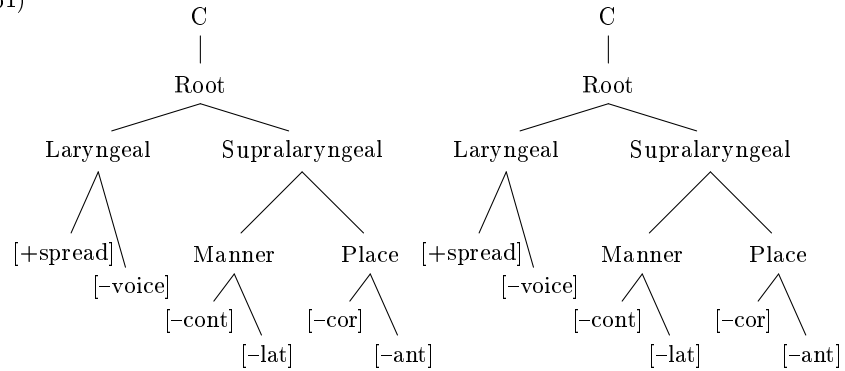 C C
Root Root
Laryngeal Supralaryngeal Laryngeal Supralaryngeal
[+spread] Manner Place [+spread] Manner Place
[–voice] [–voice]
[–cont] [–cor] [–cont] [–cor]
[–lat] [–ant] [–lat] [–ant]